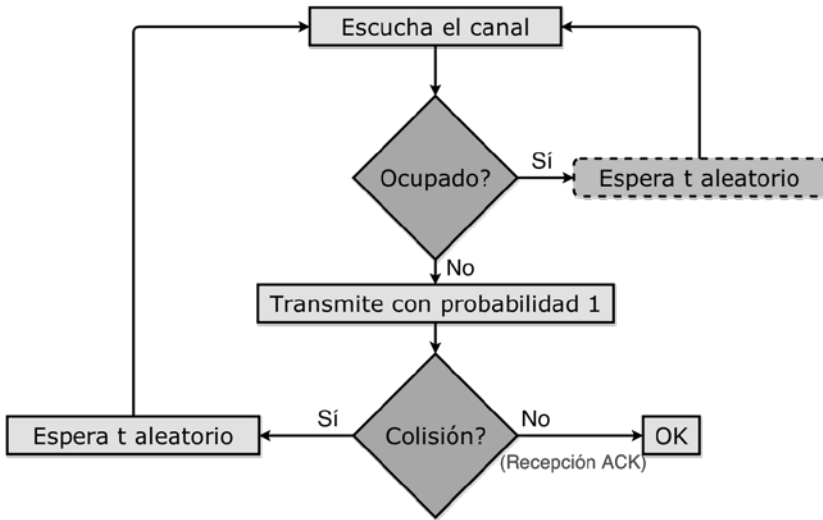 Escucha el canal
Ocupado?
Sí
Espera t aleatorio
No
Transmite con probabilidad 1
Espera t aleatorio
Sí
Colisión?
No
(Recepción ACK)
OK